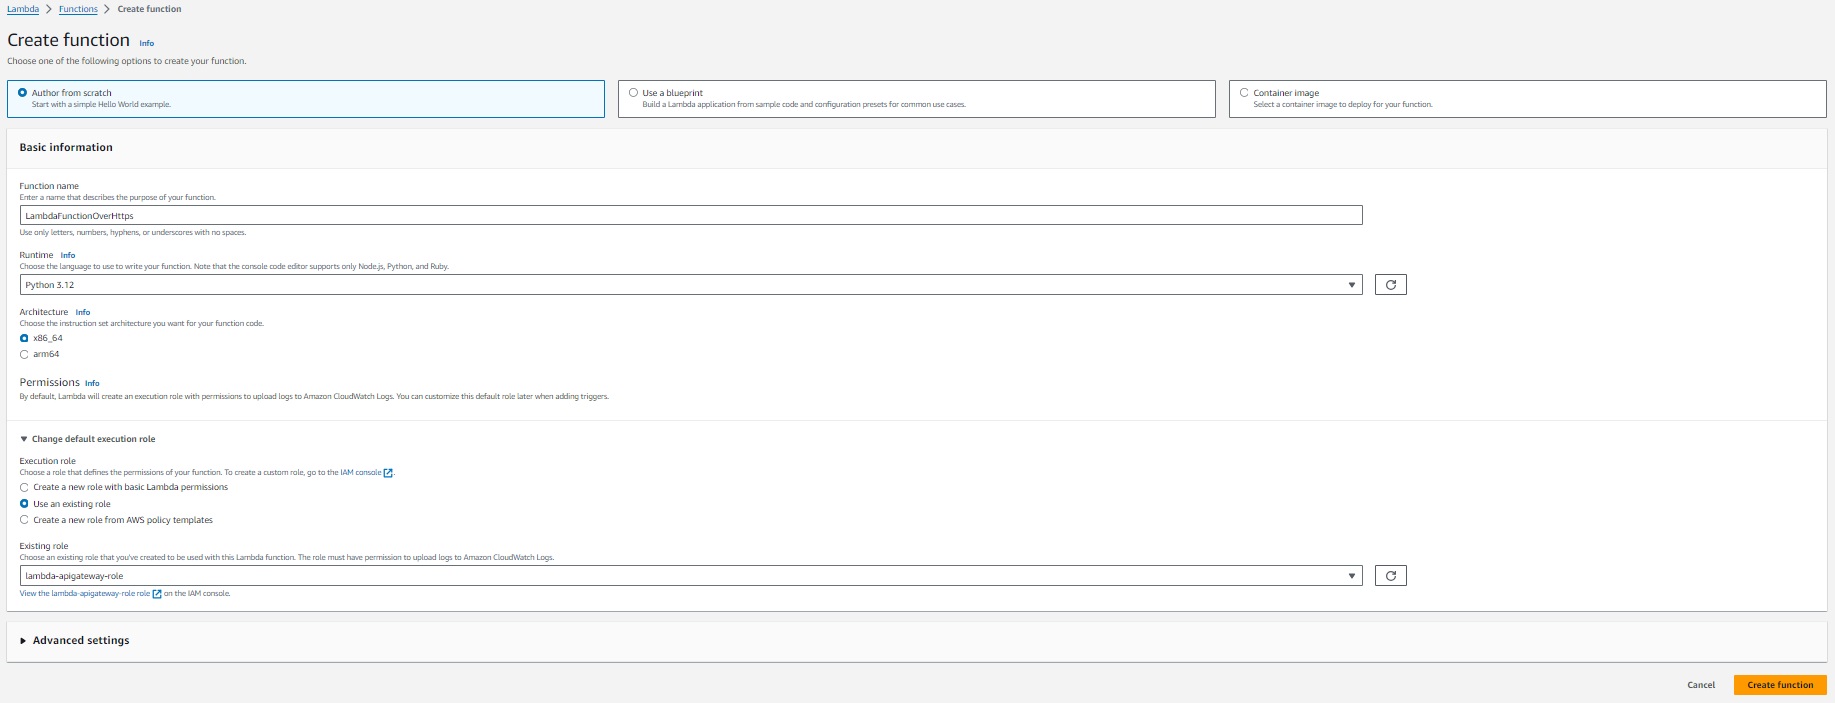 Lambda > Functions > Create function
Create function Info
Choose one of the following options to create your function.
Author from scratch
Start with a simple Hello World example.
Use a blueprint
Build a Lambda application from sample code and configuration presets for common use cases.
Container image
Select a container image to deploy for your function.
Basic information
Function name
Enter a name that describes the purpose of your function.
LambdaFunctionOverHttps
Use only letters, numbers, hyphens, or underscores with no spaces.
Runtime Info
Choose the language to use to write your function. Note that the console code editor supports only Node.js, Python, and Ruby.
Python 3.12
Architecture Info
Choose the instruction set architecture you want for your function code.
x86_64
arm64
Permissions Info
By default, Lambda will create an execution role with permissions to upload logs to Amazon CloudWatch Logs. You can customize this default role later when adding triggers.
Change default execution role
Execution role
Choose a role that defines the permissions of your function. To create a custom role, go to the IAM console.
Create a new role with basic Lambda permissions
Use an existing role
Create a new role from AWS policy templates
Existing role
Choose an existing role that you've created to be used with this Lambda function. The role must have permission to upload logs to Amazon CloudWatch Logs.
lambda-apigateway-role
View the lambda-apigateway-role role on the IAM console.
Advanced settings
Cancel Create function